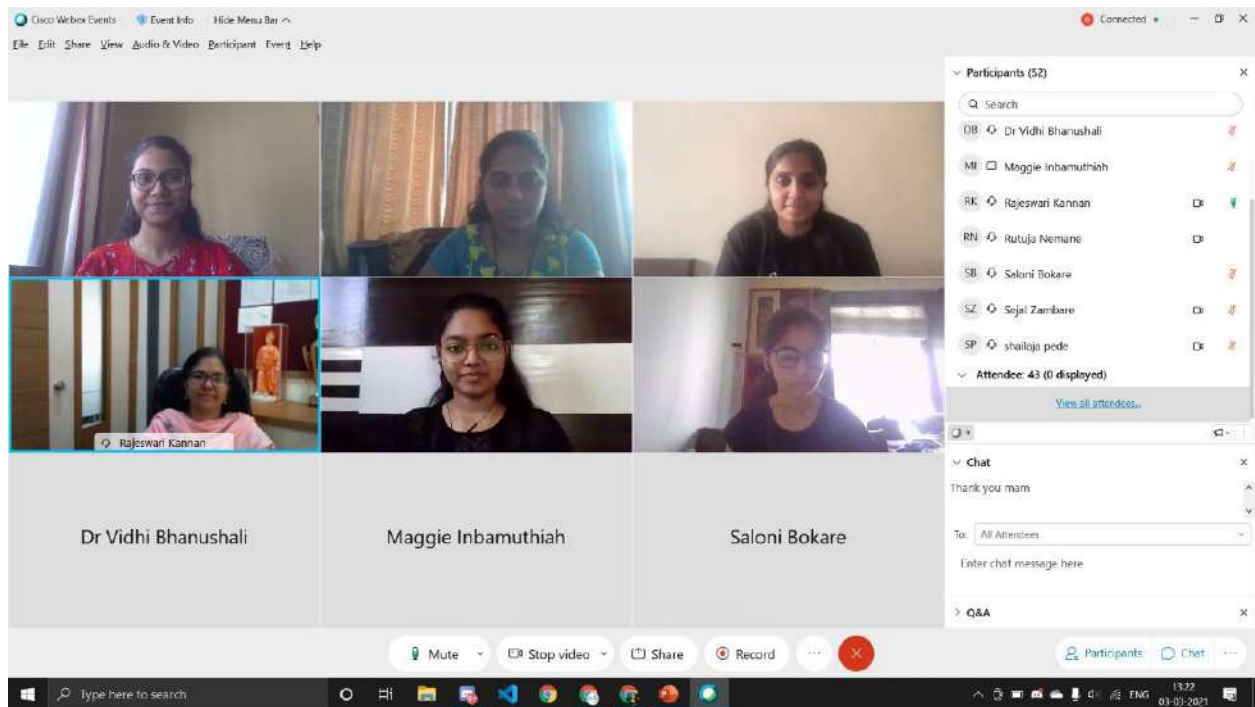 Cisco Webex Events Event Info Hide Menu Bar
Connected
File Edit Share View Audio & Video Participant Event Help
Participants (52)
Search
DB Dr Vidhi Bhanushali
MI Maggie Inbamuthiah
RK Rajeswari Kannan
RN Rutuja Nemane
SB Saloni Bokare
SZ Sejal Zambare
SP shailaja pede
Attendee: 43 (0 displayed)
View all attendees...
Rajeswari Kannan
Chat
Thank you mam
To: All Attendees
Enter chat message here
Q&A
Dr Vidhi Bhanushali
Maggie Inbamuthiah
Saloni Bokare
Mute Stop video Share Record
Participants Chat
Type here to search
ENG
13:22
03-03-2021